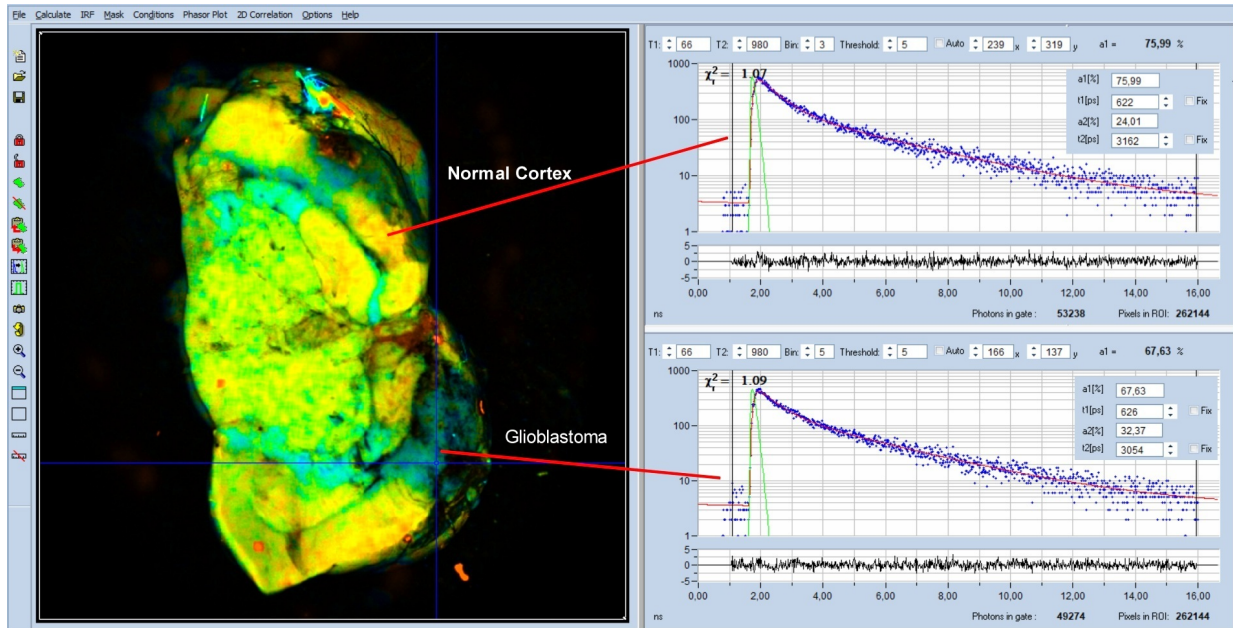 File Calculate IRF Mask Conditions Phasor Plot 2D Correlation Options Help
Normal Cortex
Glioblastoma
T1: 66 T2: 980 Bin: 3 Threshold: 5 Auto 239 x 319 y a1 = 75,99 %
χr2= 1.07
1000
100
10
1
a1[%] 75,99
t1[ps] 622 Fix
a2[%] 24,01
t2[ps] 3162 Fix
5
0
-5
0,00 2,00 4,00 6,00 8,00 10,00 12,00 14,00 16,00
ns Photons in gate : 53238 Pixels in ROI: 262144
T1: 66 T2: 980 Bin: 5 Threshold: 5 Auto 166 x 137 y a1 = 67,63 %
χr2= 1.09
1000
100
10
1
a1[%] 67,63
t1[ps] 626 Fix
a2[%] 32,37
t2[ps] 3054 Fix
5
0
-5
0,00 2,00 4,00 6,00 8,00 10,00 12,00 14,00 16,00
ns Photons in gate : 49274 Pixels in ROI: 262144